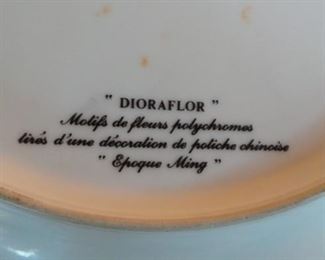 " DIORAFLOR "
Motifs de fleurs polychromes
tirés d'une décoration de potiche chinoise
" Epoque Ming "